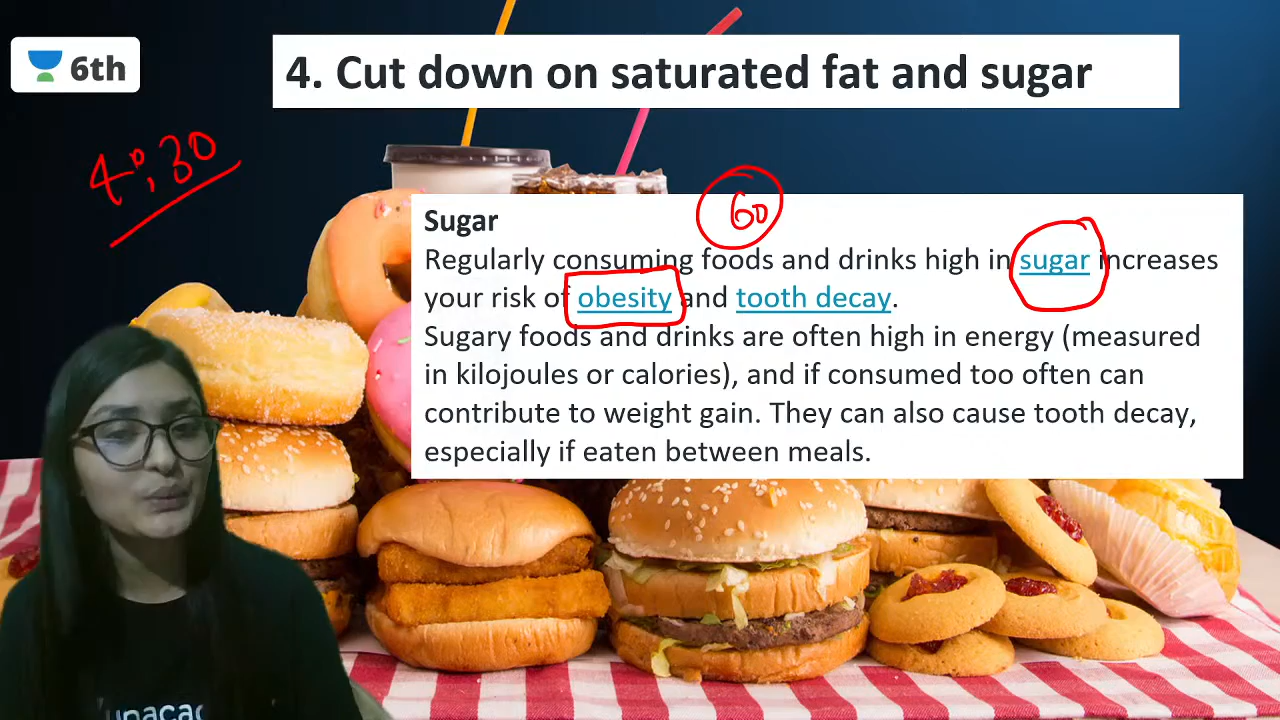 6th
4. Cut down on saturated fat and sugar
4:30
60
Sugar
Regularly consuming foods and drinks high in sugar increases
your risk of obesity and tooth decay.
Sugary foods and drinks are often high in energy (measured
in kilojoules or calories), and if consumed too often can
contribute to weight gain. They can also cause tooth decay,
especially if eaten between meals.